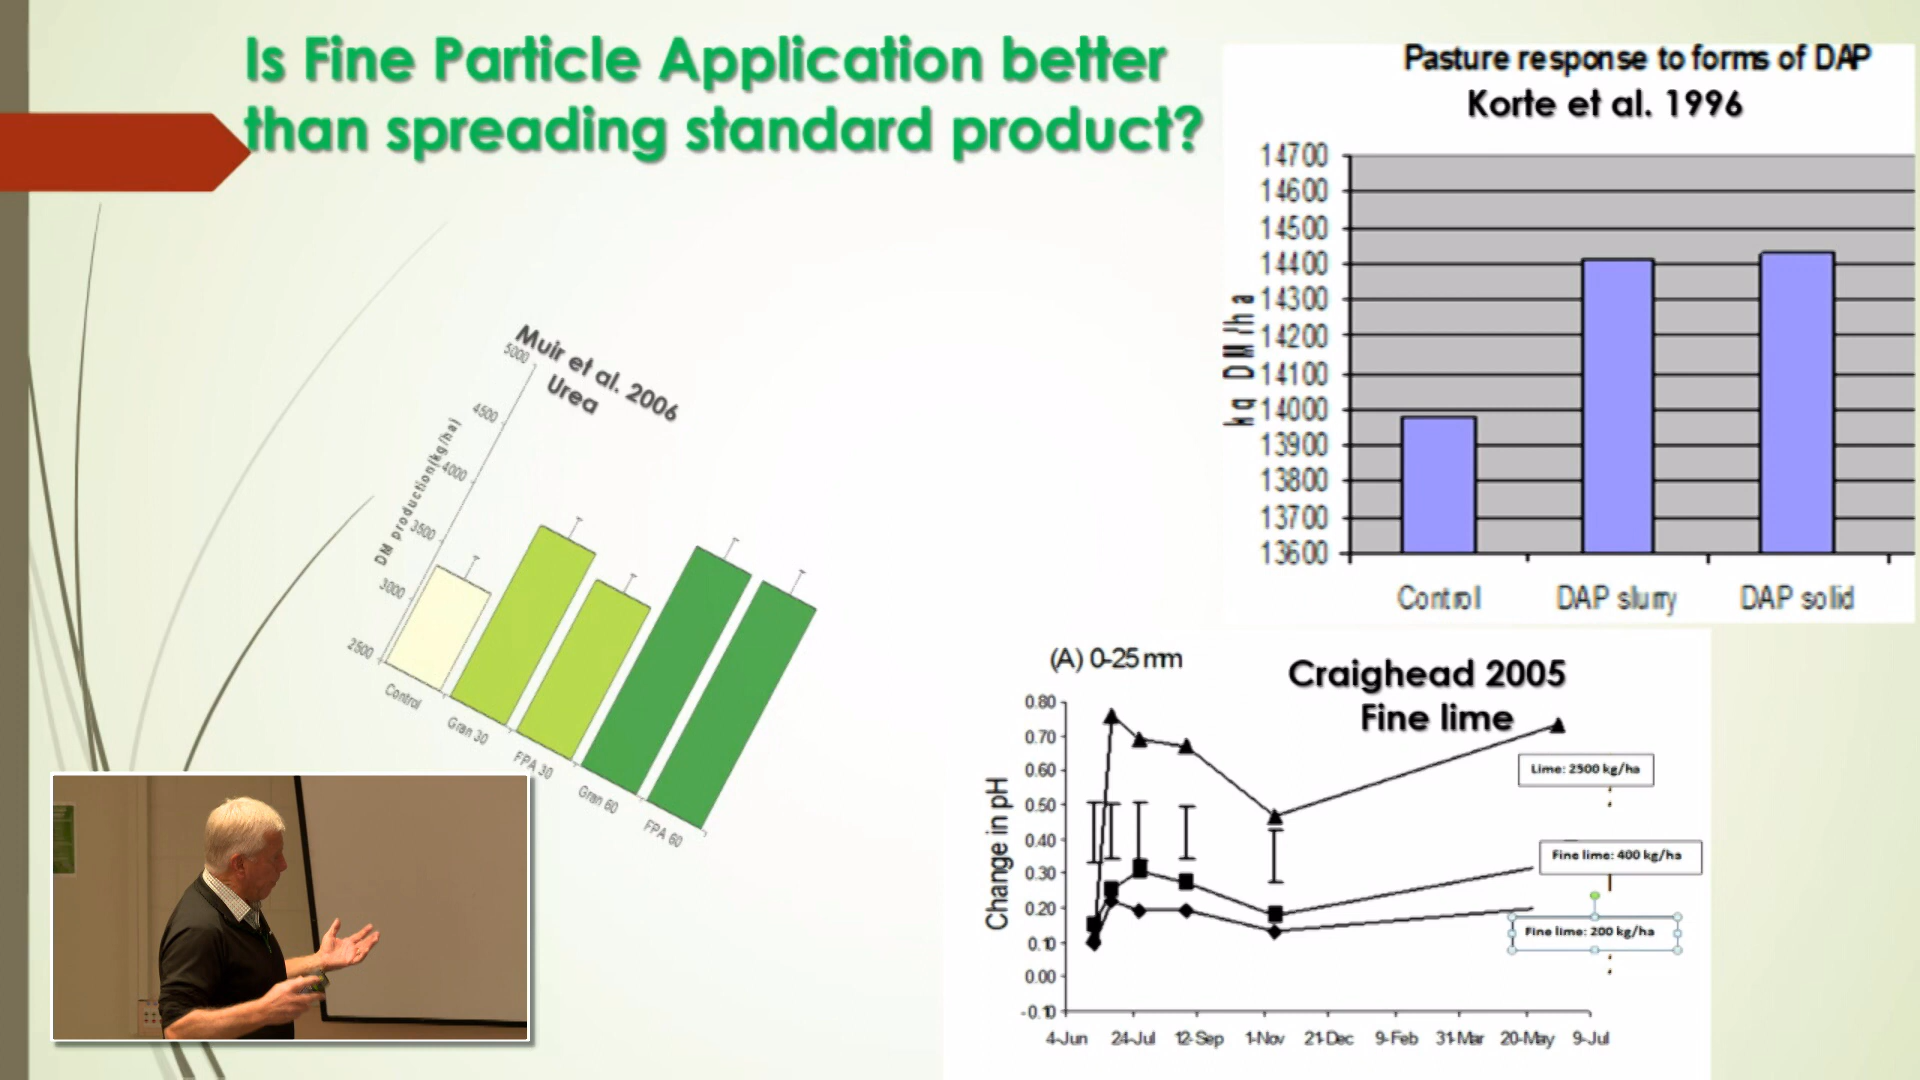 Is Fine Particle Application better
than spreading standard product?
Pasture response to forms of DAP
Korte et al. 1996
kg DM/ha
14700
14600
14500
14400
14300
14200
14100
14000
13900
13800
13700
13600
Control
DAP slurry
DAP solid
Muir et al. 2006
Urea
DM production(kg/ha)
5000
4500
4000
3500
3000
2500
Control
Gran 30
FPA 30
Gran 60
FPA 60
(A) 0-25 mm
Craighead 2005
Fine lime
Change in pH
0.80
0.70
0.60
0.50
0.40
0.30
0.20
0.10
0.00
-0.10
4-Jun
24-Jul
12-Sep
1-Nov
21-Dec
9-Feb
31-Mar
20-May
9-Jul
Lime: 2500 kg/ha
Fine lime: 400 kg/ha
Fine lime: 200 kg/ha